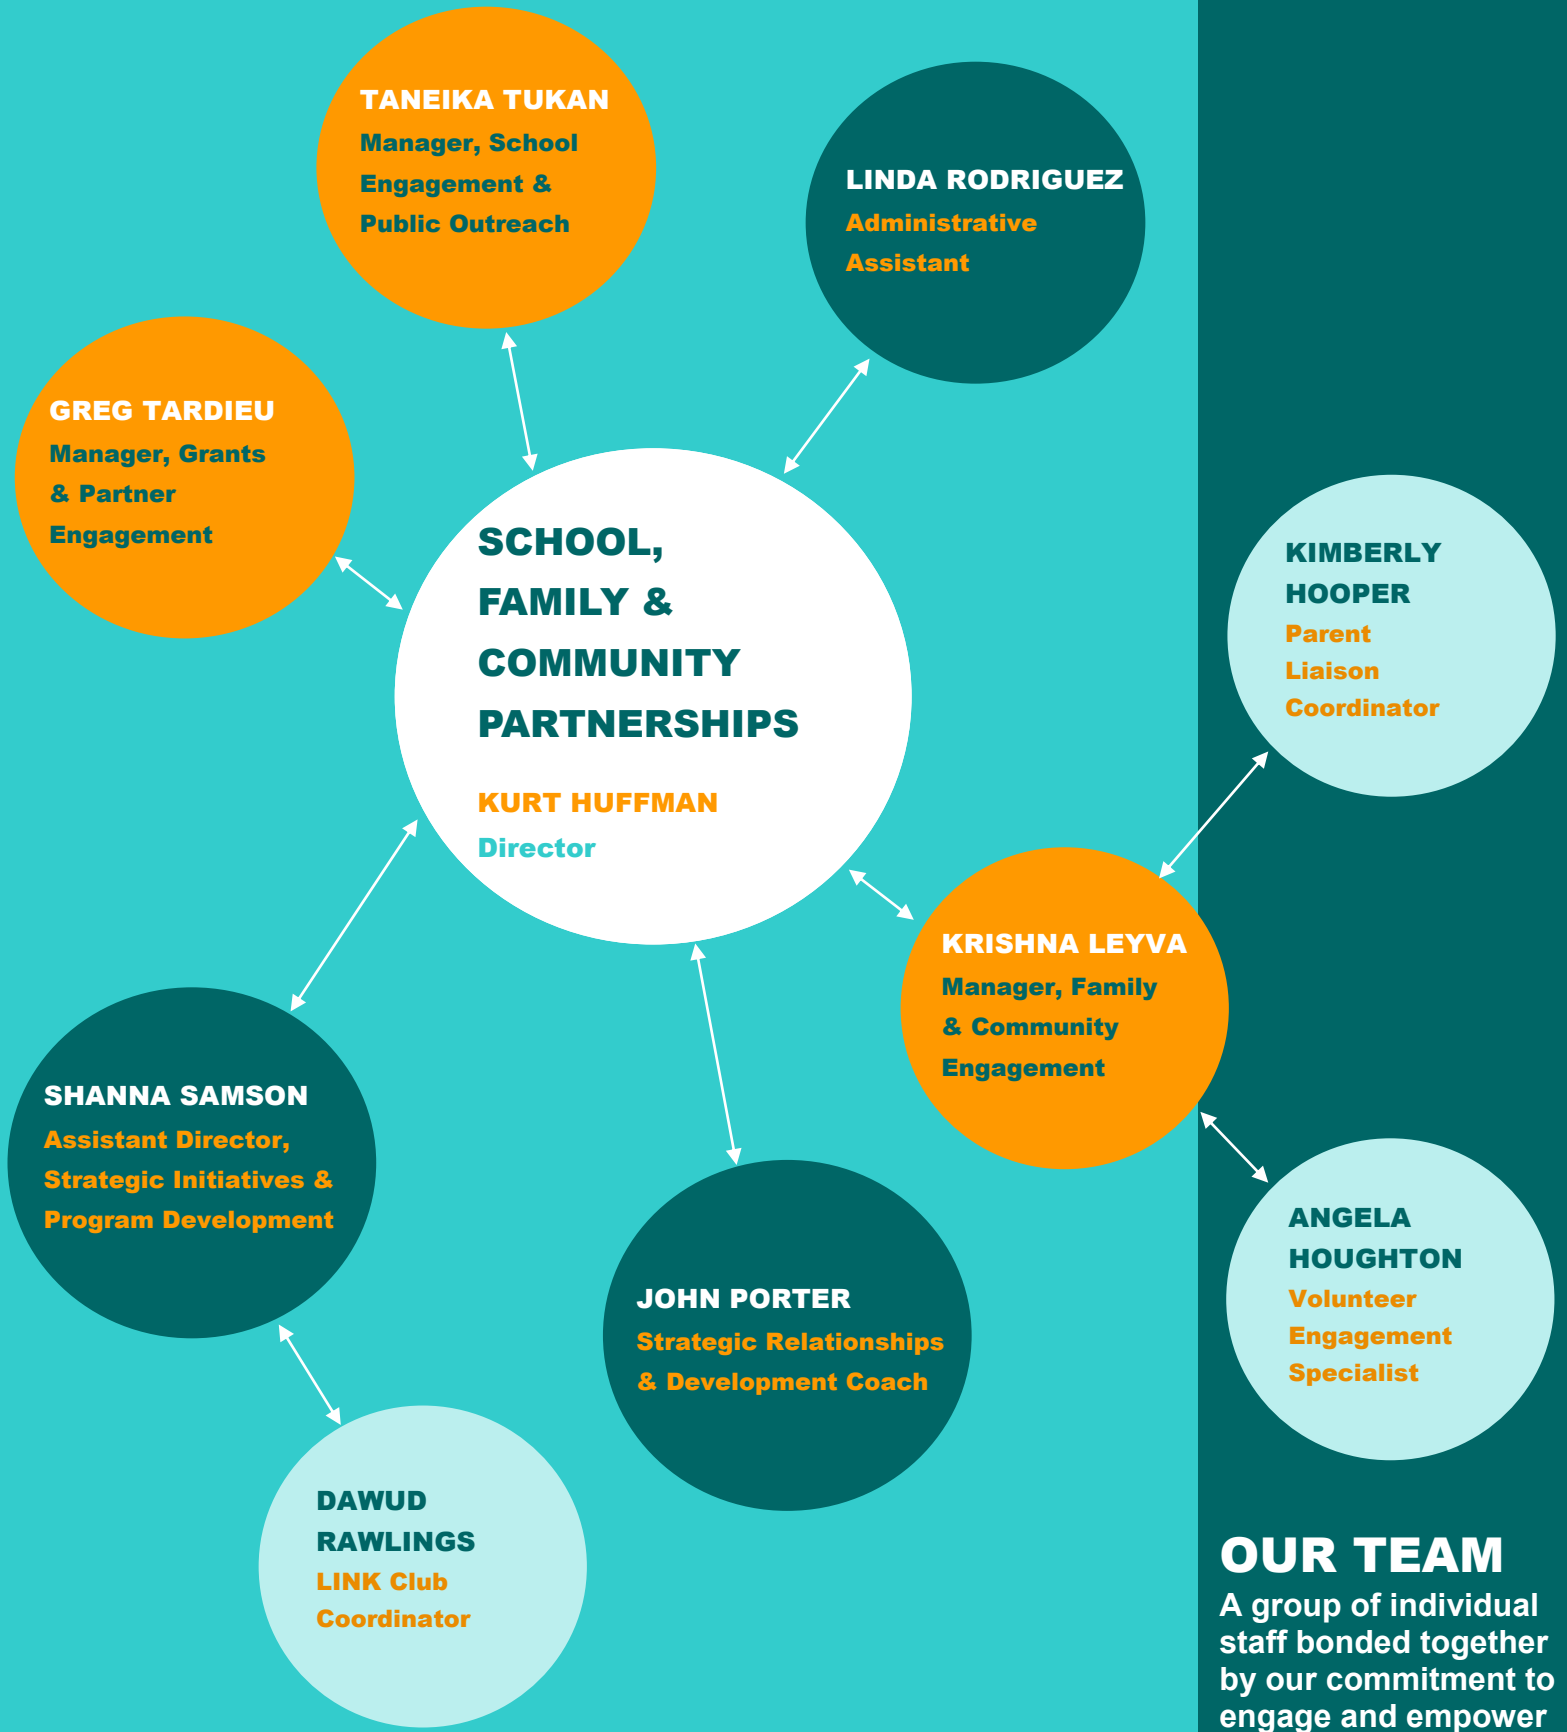 TANEIKA TUKAN
Manager, School
Engagement &
Public Outreach
LINDA RODRIGUEZ
Administrative
Assistant
GREG TARDIEU
Manager, Grants
& Partner
Engagement
SCHOOL,
FAMILY &
COMMUNITY
PARTNERSHIPS
KURT HUFFMAN
Director
KIMBERLY
HOOPER
Parent
Liaison
Coordinator
KRISHNA LEYVA
Manager, Family
& Community
Engagement
SHANNA SAMSON
Assistant Director,
Strategic Initiatives &
Program Development
JOHN PORTER
Strategic Relationships
& Development Coach
ANGELA
HOUGHTON
Volunteer
Engagement
Specialist
DAWUD
RAWLINGS
LINK Club
Coordinator
OUR TEAM
A group of individual
staff bonded together
by our commitment to
engage and empower